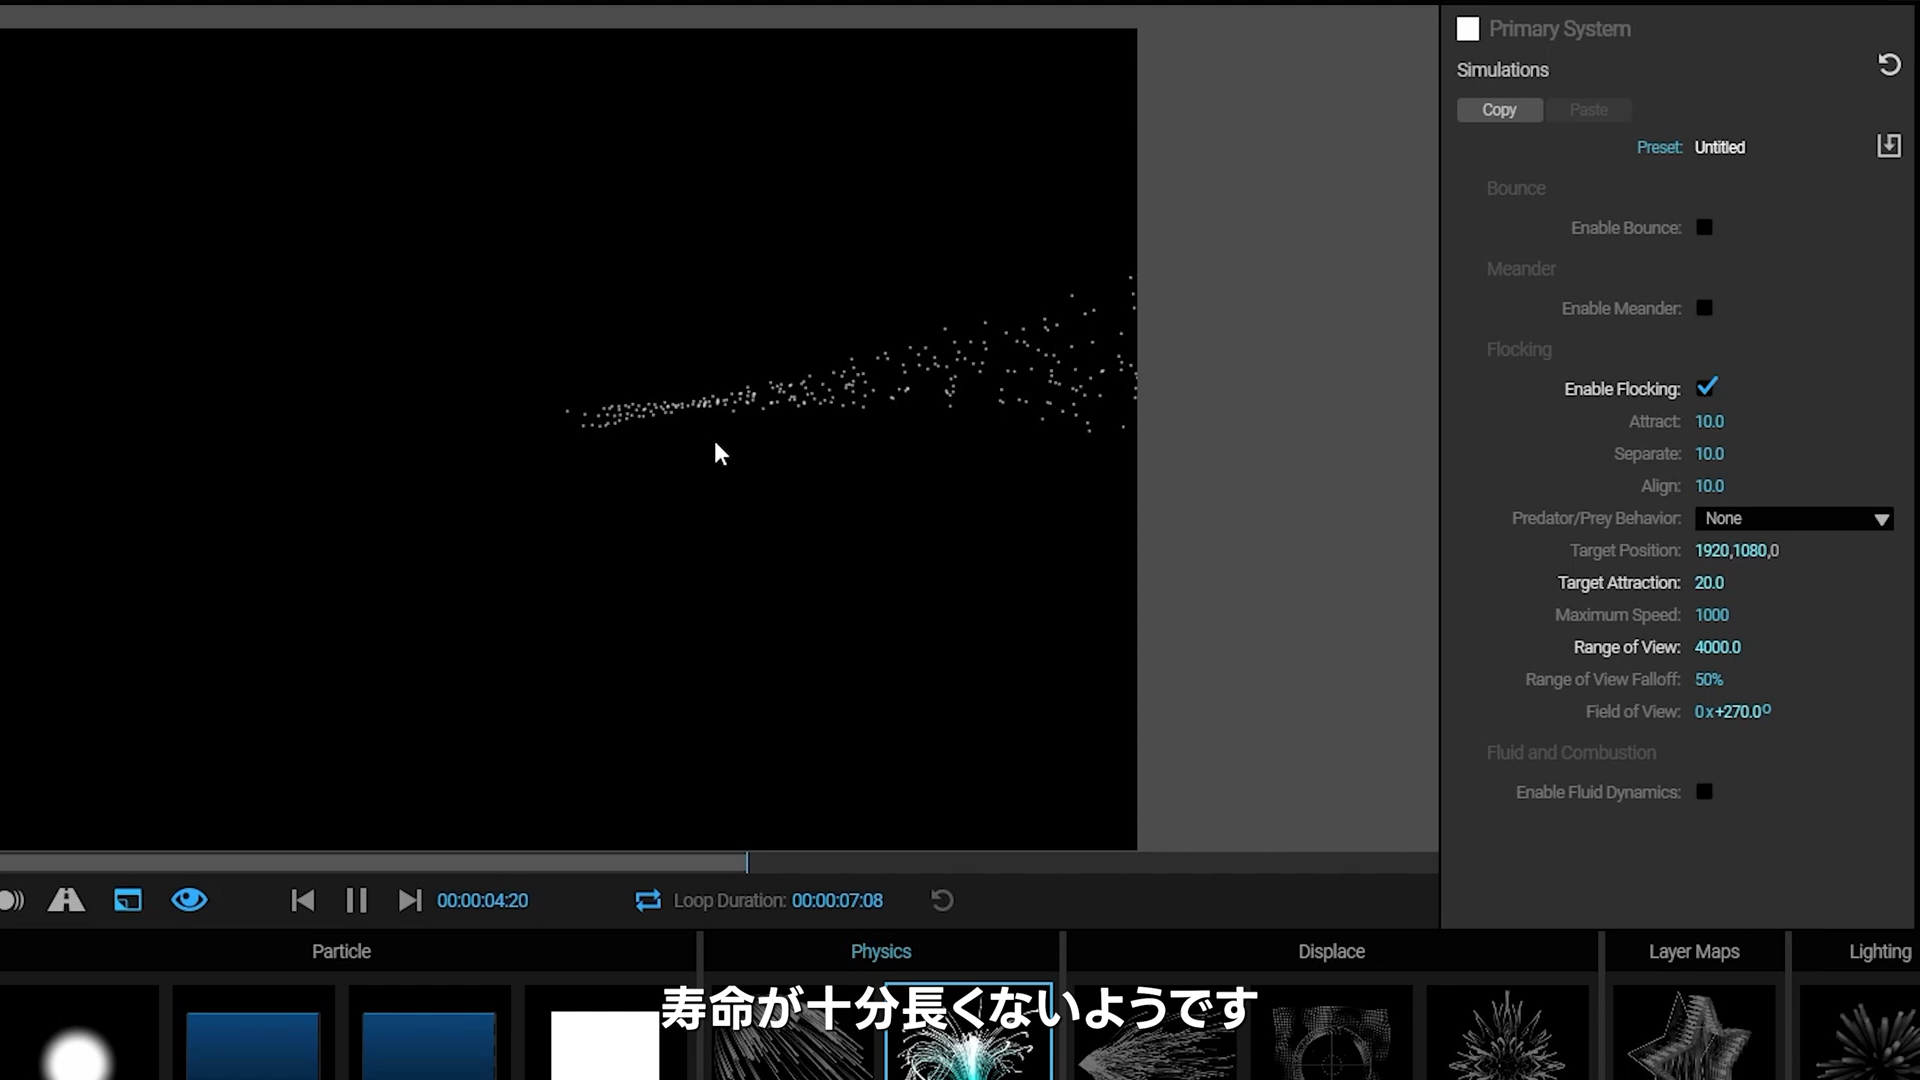 Primary System
Simulations
Copy
Paste
Preset: Untitled
Bounce
Enable Bounce:
Meander
Enable Meander:
Flocking
Enable Flocking:
Attract: 10.0
Separate: 10.0
Align: 10.0
Predator/Prey Behavior: None
Target Position: 1920,1080,0
Target Attraction: 20.0
Maximum Speed: 1000
Range of View: 4000.0
Range of View Falloff: 50%
Field of View: 0x+270.0°
Fluid and Combustion
Enable Fluid Dynamics:
00:00:04:20
Loop Duration: 00:00:07:08
Particle
Physics
Displace
Layer Maps
Lighting
寿命が十分長くないようです